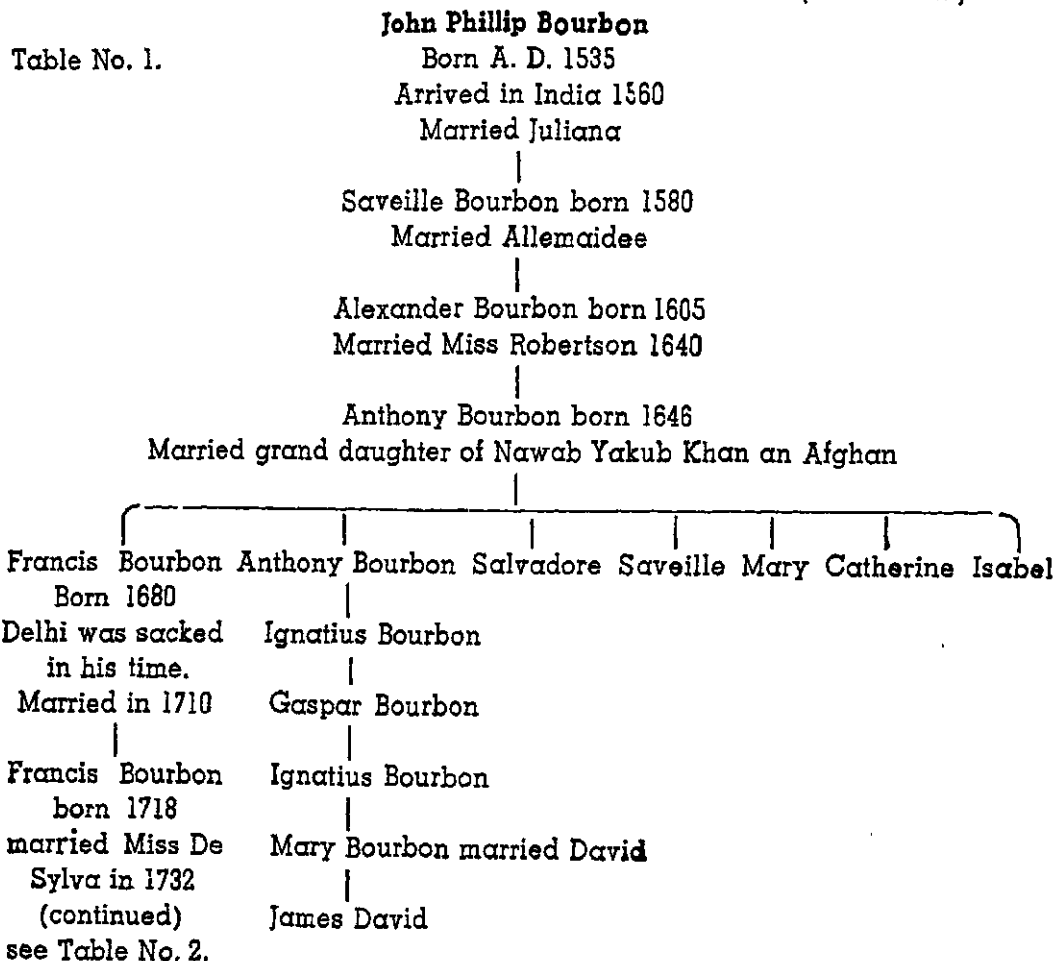 John Phillip Bourbon
Table No. 1.
Born A. D. 1535
Arrived in India 1560
Married Juliana
Saveille Bourbon born 1580
Married Allemaidee
Alexander Bourbon born 1605
Married Miss Robertson 1640
Anthony Bourbon born 1646
Married grand daughter of Nawab Yakub Khan an Afghan
Francis Bourbon Anthony Bourbon Salvadore Saveille Mary Catherine Isabel
Born 1680
Delhi was sacked
in his time.
Married in 1710
Francis Bourbon
born 1718
married Miss De
Sylva in 1732
(continued)
see Table No. 2.
Ignatius Bourbon
Gaspar Bourbon
Ignatius Bourbon
Mary Bourbon married David
James David